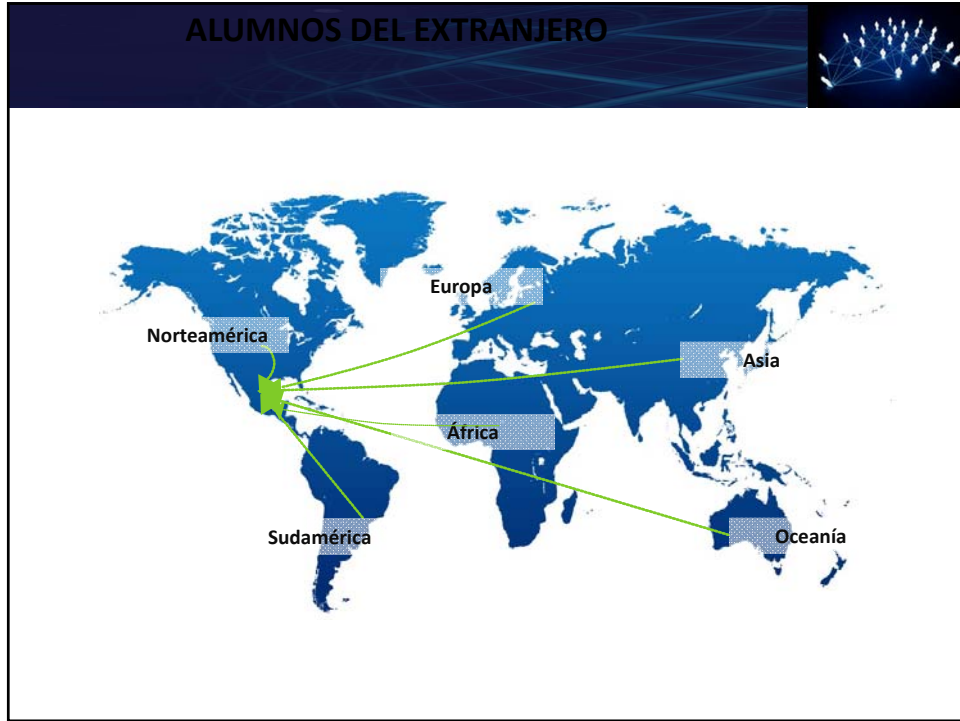 ALUMNOS DEL EXTRANJERO
Europa
Norteamérica
Asia
África
Sudamérica
Oceanía